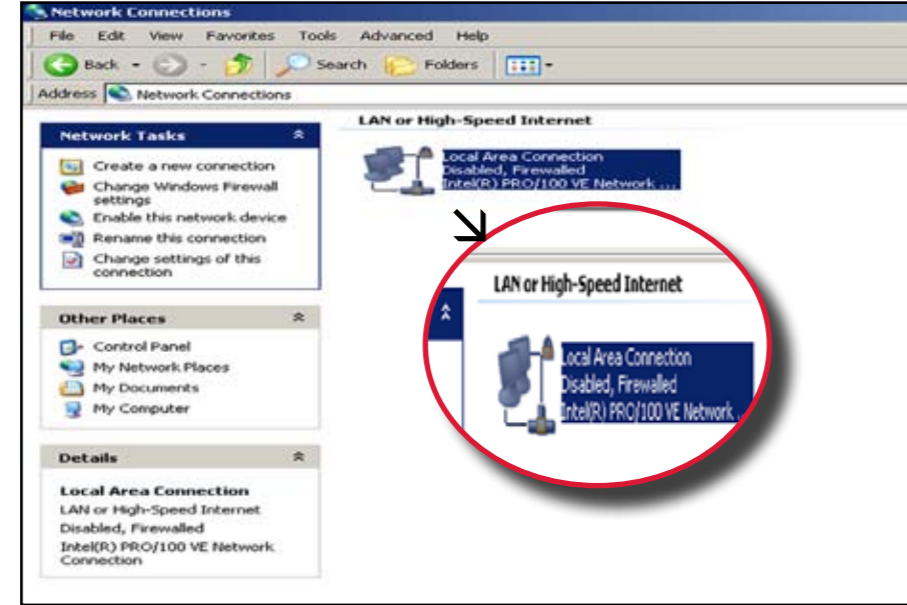 Network Connections
File Edit View Favorites Tools Advanced Help
Back Search Folders
Address Network Connections
Network Tasks
Create a new connection
Change Windows Firewall
settings
Enable this network device
Rename this connection
Change settings of this
connection
Other Places
Control Panel
My Network Places
My Documents
My Computer
Details
Local Area Connection
LAN or High-Speed Internet
Disabled, Firewalled
Intel(R) PRO/100 VE Network
Connection
LAN or High-Speed Internet
Local Area Connection
Disabled, Firewalled
Intel(R) PRO/100 VE Network ...
LAN or High-Speed Internet
Local Area Connection
Disabled, Firewalled
Intel(R) PRO/100 VE Network ..